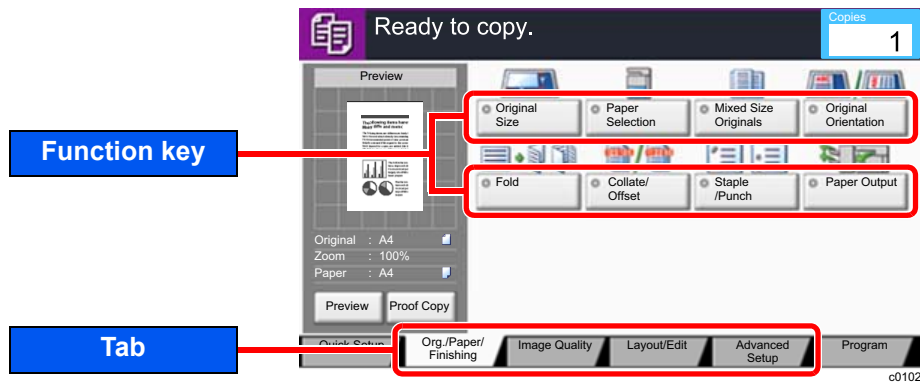 Ready to copy.
Copies
1
Preview
Original
Size
Paper
Selection
Mixed Size
Originals
Original
Orientation
Function key
Fold
Collate/
Offset
Staple
/Punch
Paper Output
Original : A4
Zoom : 100%
Paper : A4
Preview
Proof Copy
Tab
Quick Setup
Org./Paper/
Finishing
Image Quality
Layout/Edit
Advanced
Setup
Program
c0102